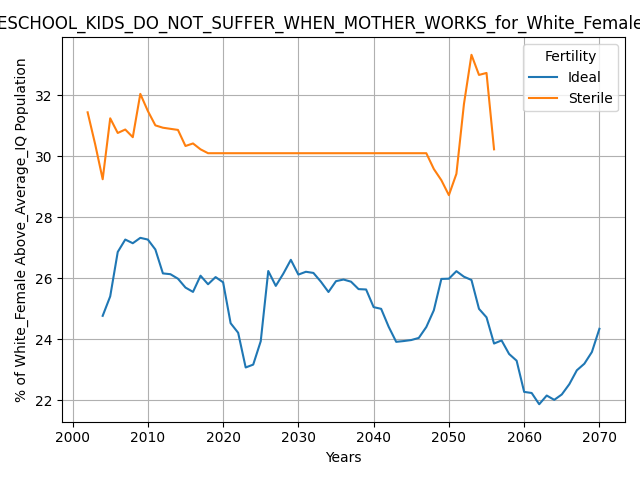 ESCHOOL_KIDS_DO_NOT_SUFFER_WHEN_MOTHER_WORKS_for_White_Female
% of White_Female Above_Average_IQ Population
32
30
28
26
24
22
Fertility
Ideal
Sterile
2000 2010 2020 2030 2040 2050 2060 2070
Years